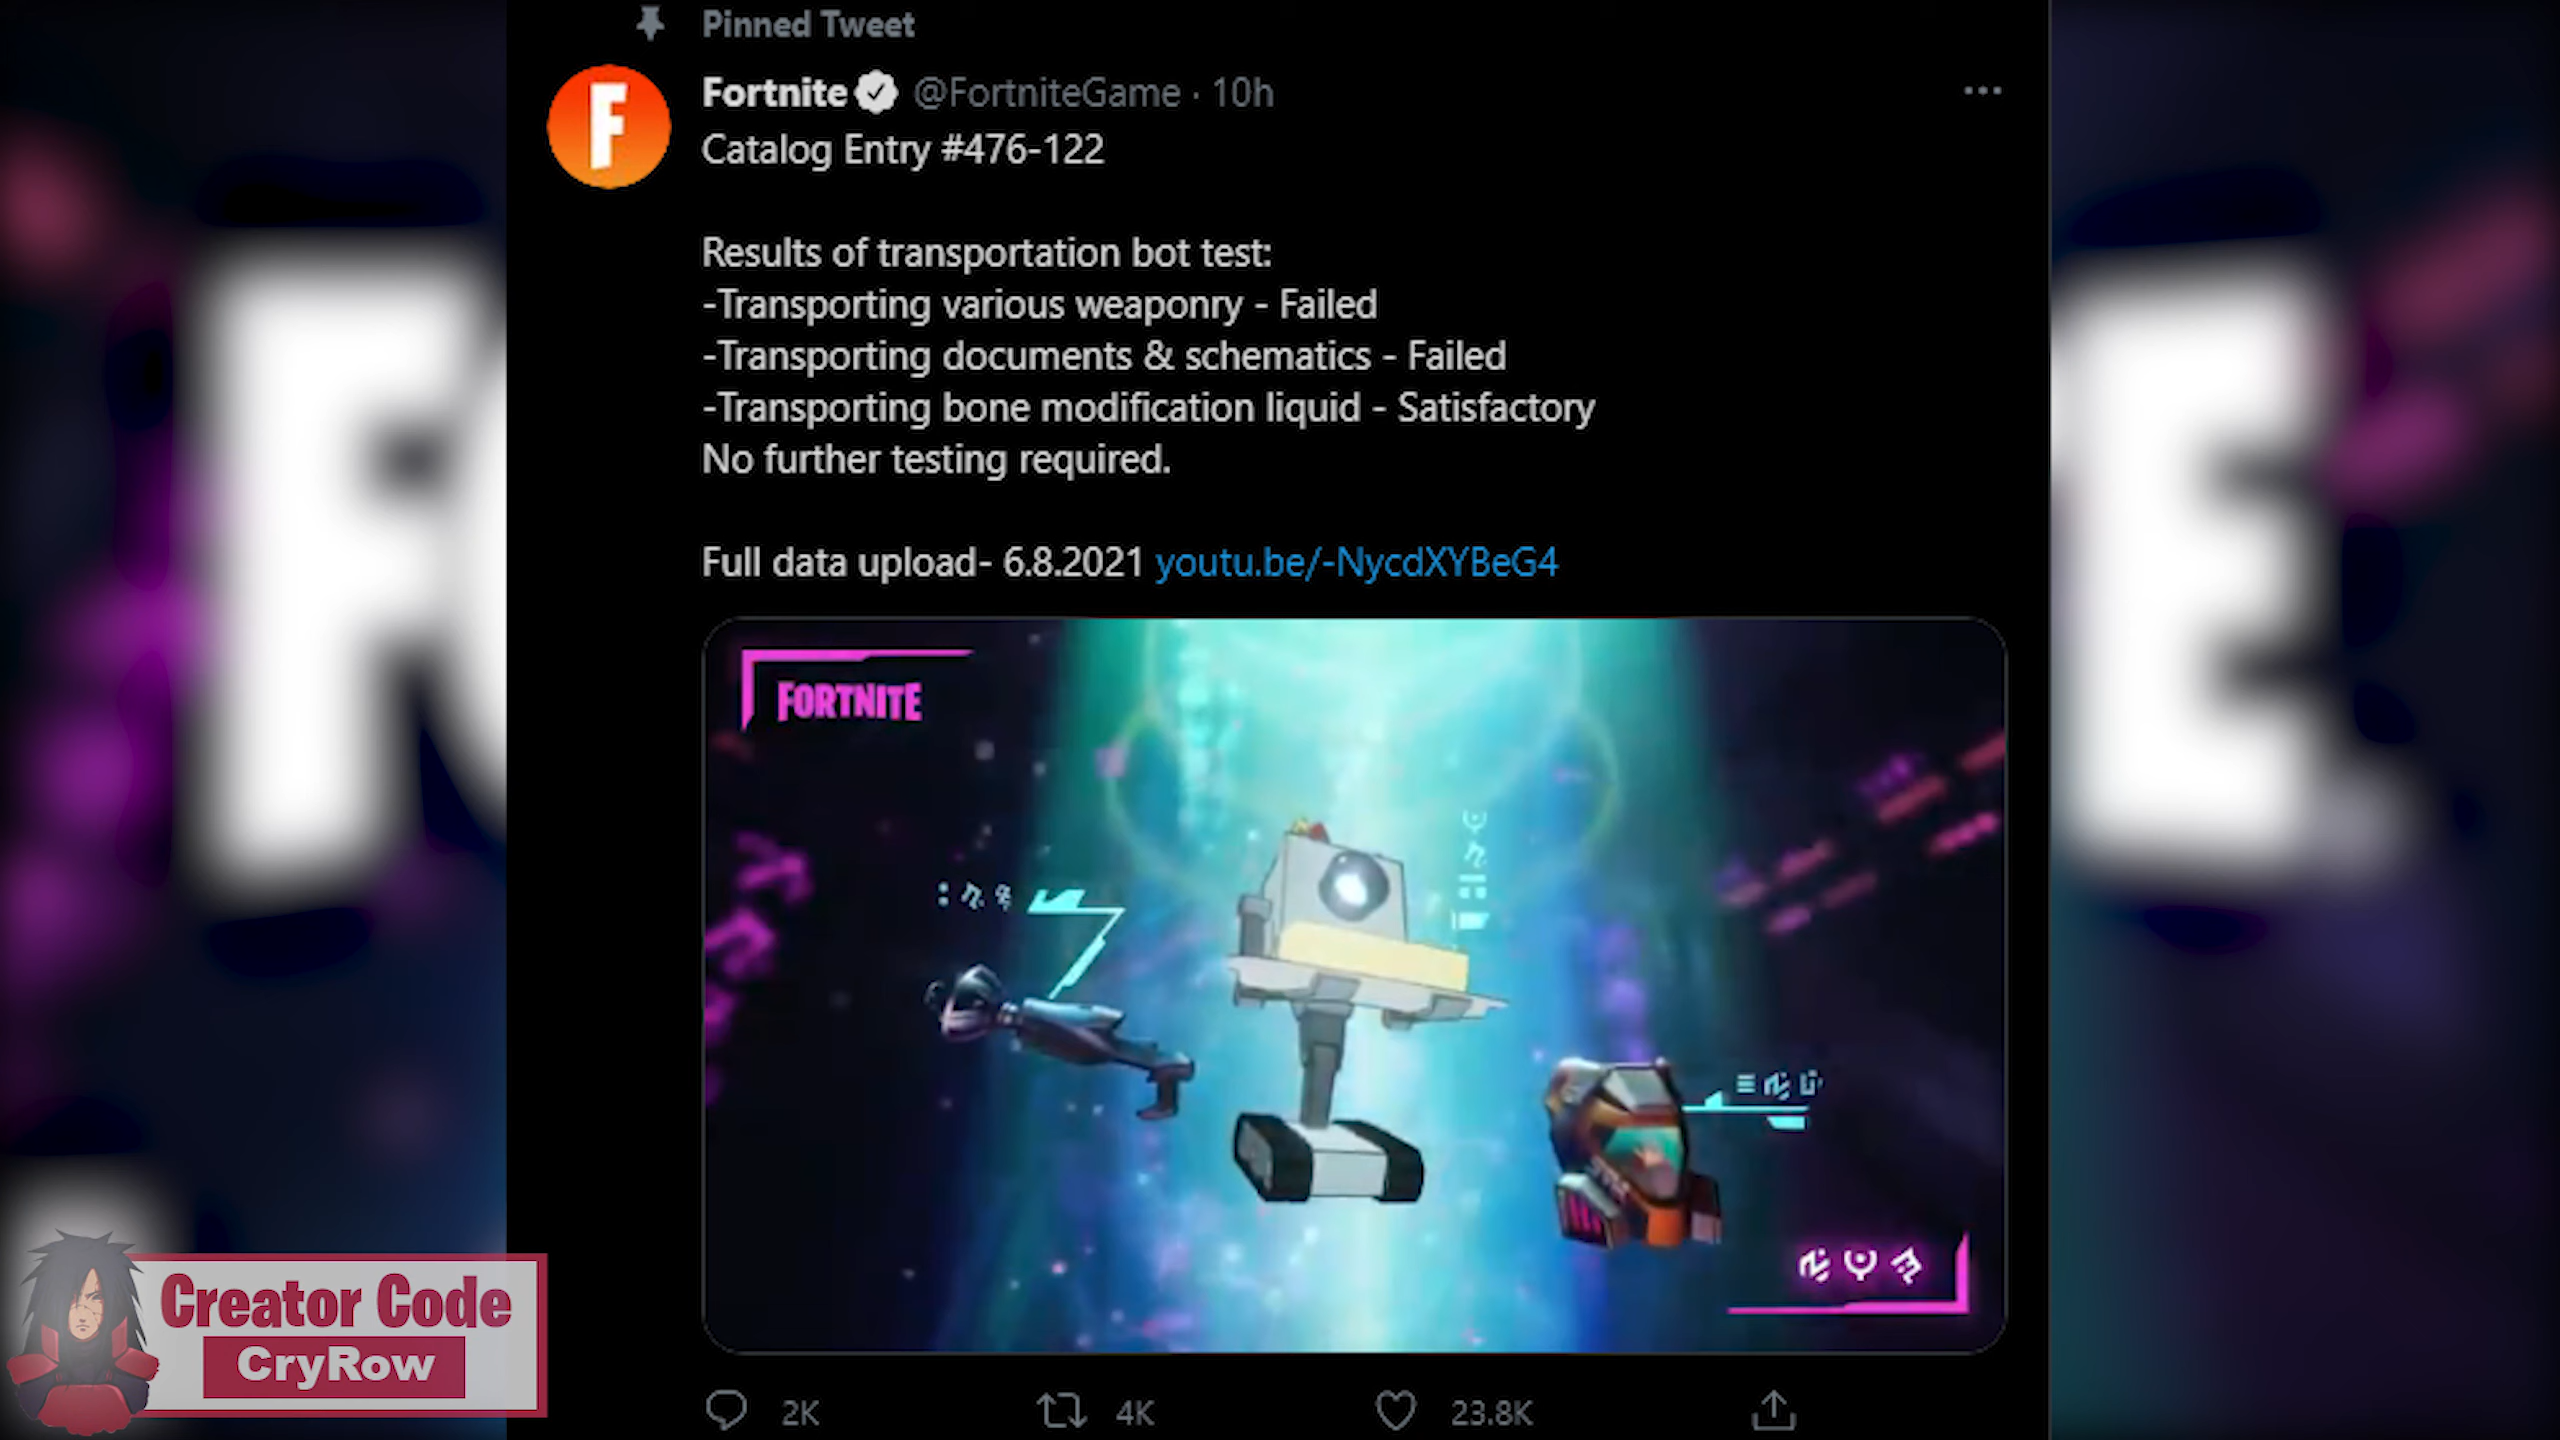 Pinned Tweet
Fortnite @FortniteGame · 10h
Catalog Entry #476-122
Results of transportation bot test:
-Transporting various weaponry - Failed
-Transporting documents & schematics - Failed
-Transporting bone modification liquid - Satisfactory
No further testing required.
Full data upload- 6.8.2021 youtu.be/-NycdXYBeG4
FORTNITE
Creator Code
CryRow
2K 4K 23.8K